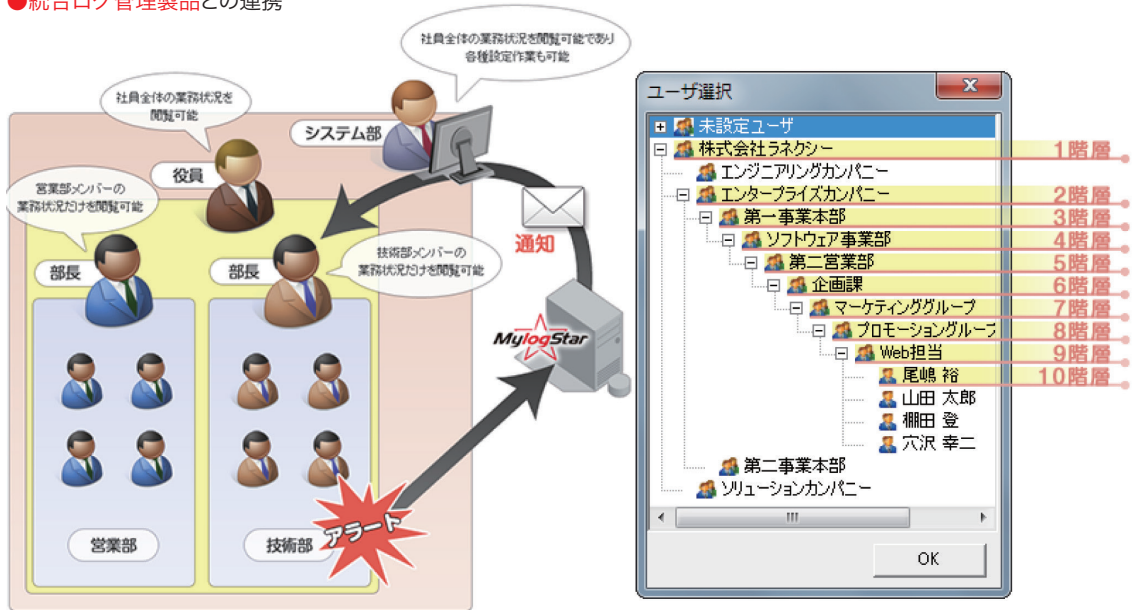 ●統合ログ管理製品との連携
社員全体の業務状況を閲覧可能であり
各種設定作業も可能
社員全体の業務状況を
閲覧可能
システム部
役員
営業部メンバーの
業務状況だけを閲覧可能
通知
技術部メンバーの
業務状況だけを閲覧可能
部長
部長
MylogStar
アラート
営業部
技術部
ユーザ選択
未設定ユーザ
株式会社ラネクシー 1階層
エンジニアリングカンパニー
エンタープライズカンパニー 2階層
第一事業本部 3階層
ソフトウェア事業部 4階層
第二営業部 5階層
企画課 6階層
マーケティンググループ 7階層
プロモーショングループ 8階層
Web担当 9階層
尾嶋 裕 10階層
山田 太郎
棚田 登
穴沢 幸二
第二事業本部
ソリューションカンパニー
OK